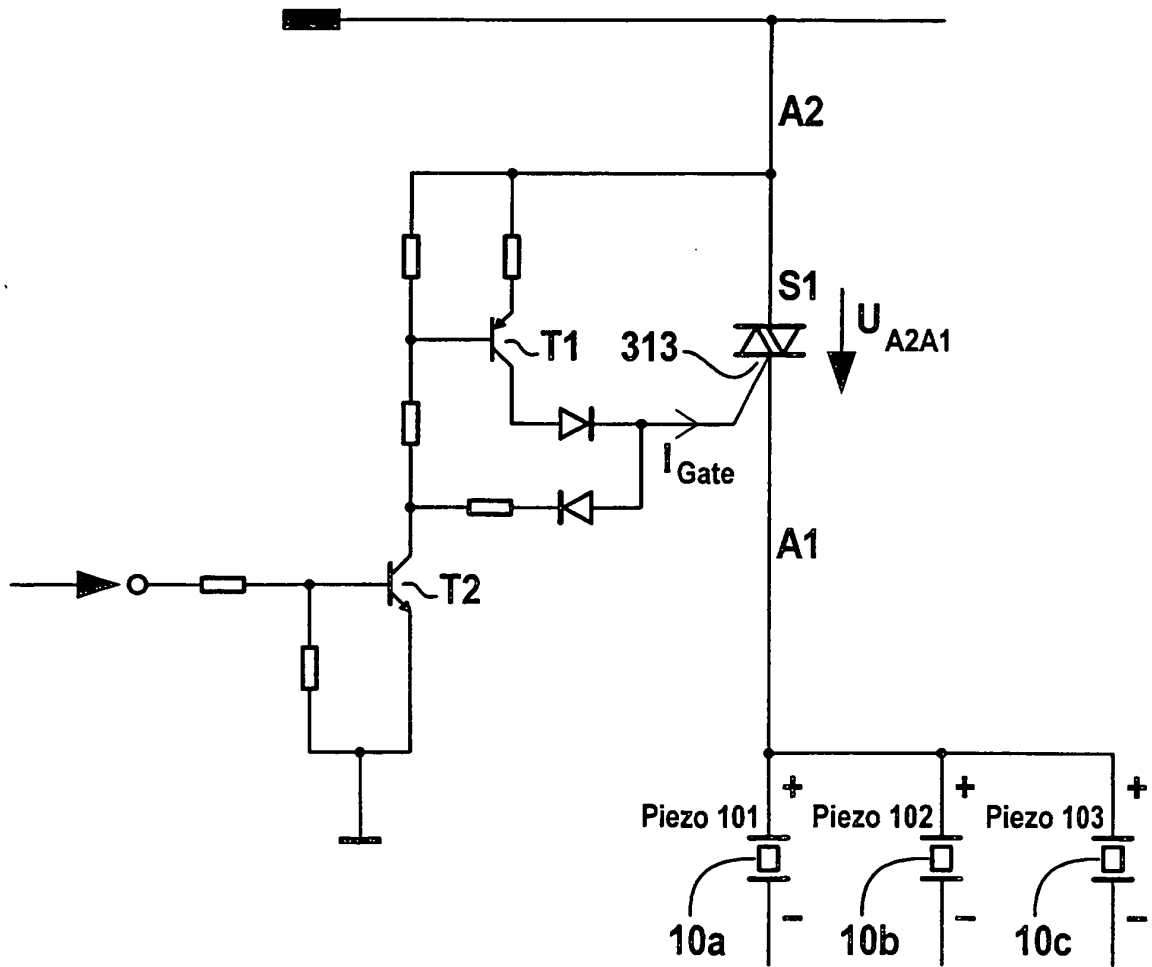 A2
S1
U A2A1
T1
313
I Gate
A1
T2
+ + +
Piezo 101 Piezo 102 Piezo 103
− − −
10a 10b 10c